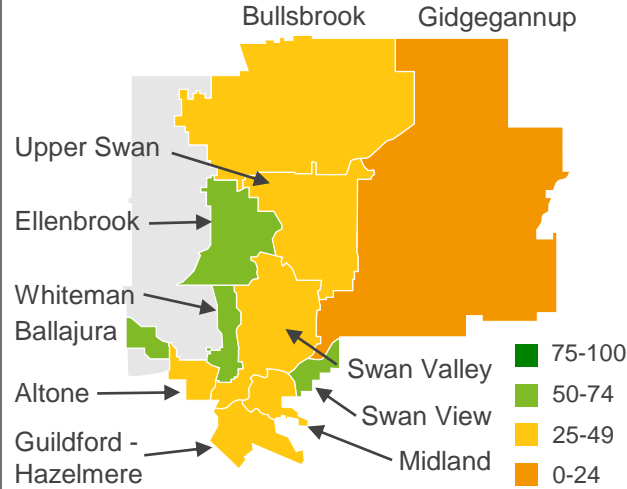 Bullsbrook
Gidgegannup
Upper Swan
Ellenbrook
Whiteman
Ballajura
Altone
Guildford -
Hazelmere
Swan Valley
Swan View
Midland
75-100
50-74
25-49
0-24